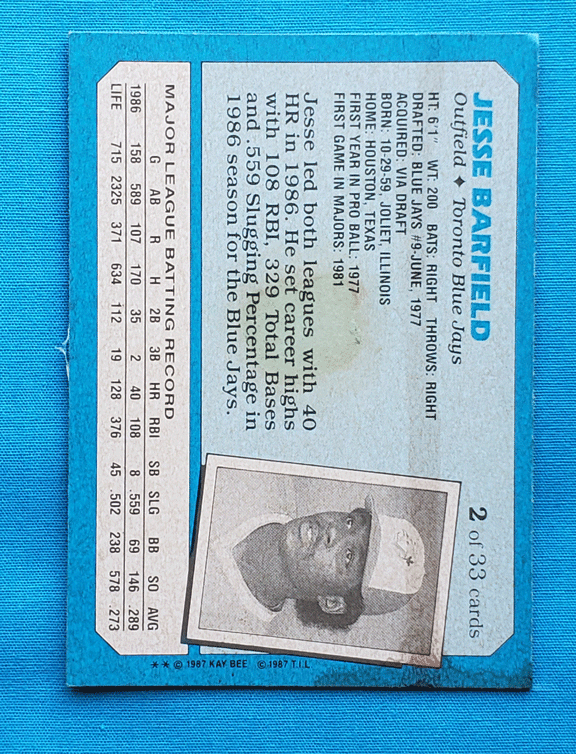 JESSE BARFIELD
Outfield ♦ Toronto Blue Jays
2 of 33 cards
HT: 6'1" WT: 200 BATS: RIGHT THROWS: RIGHT
DRAFTED: BLUE JAYS #9-JUNE, 1977
ACQUIRED: VIA DRAFT
BORN: 10-29-59, JOLIET, ILLINOIS
HOME: HOUSTON, TEXAS
FIRST YEAR IN PRO BALL: 1977
FIRST GAME IN MAJORS: 1981
Jesse led both leagues with 40
HR in 1986. He set career highs
with 108 RBI, 329 Total Bases
and .559 Slugging Percentage in
1986 season for the Blue Jays.
MAJOR LEAGUE BATTING RECORD
G AB R H 2B 3B HR RBI SB SLG BB SO AVG
1986 158 589 107 170 35 2 40 108 8 .559 69 146 .289
LIFE 715 2325 371 634 112 19 128 376 45 .502 238 578 .273
** © 1987 KAY BEE © 1987 T.I.L